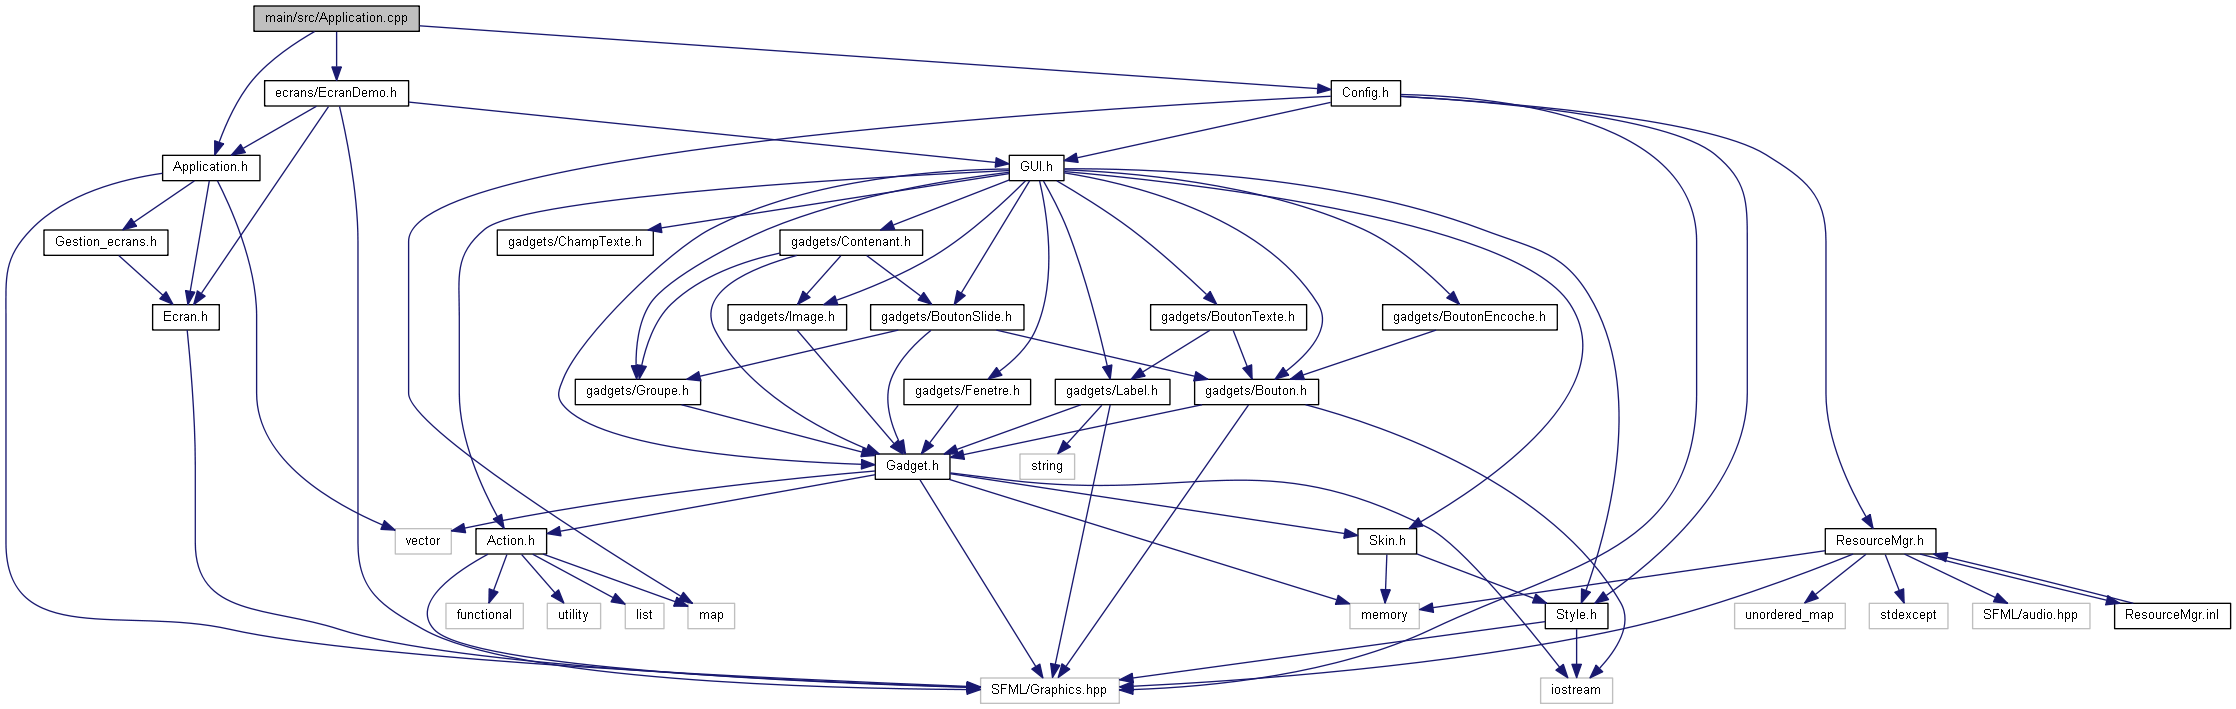 main/src/Application.cpp
ecrans/EcranDemo.h
Config.h
Application.h
GUI.h
Gestion_ecrans.h
gadgets/ChampTexte.h
gadgets/Contenant.h
Ecran.h
gadgets/Image.h
gadgets/BoutonSlide.h
gadgets/BoutonTexte.h
gadgets/BoutonEncoche.h
gadgets/Groupe.h
gadgets/Fenetre.h
gadgets/Label.h
gadgets/Bouton.h
Gadget.h
string
vector
Action.h
Skin.h
ResourceMgr.h
functional
utility
list
map
memory
Style.h
unordered_map
stdexcept
SFML/audio.hpp
ResourceMgr.inl
SFML/Graphics.hpp
iostream